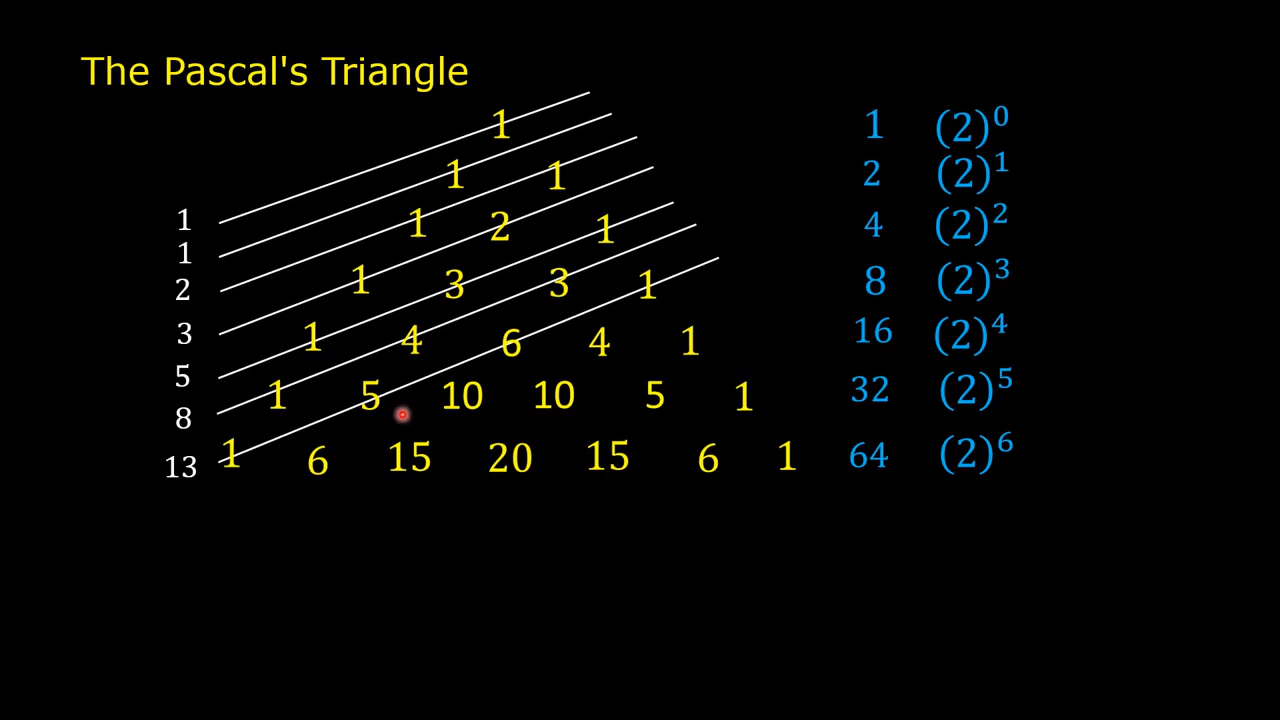 The Pascal's Triangle
1 1 (2)^0
1 1 2 (2)^1
1 1 2 1 4 (2)^2
1 1 3 3 1 8 (2)^3
2 1 4 6 4 1 16 (2)^4
3 1 5 10 10 5 1 32 (2)^5
5
8
13 1 6 15 20 15 6 1 64 (2)^6